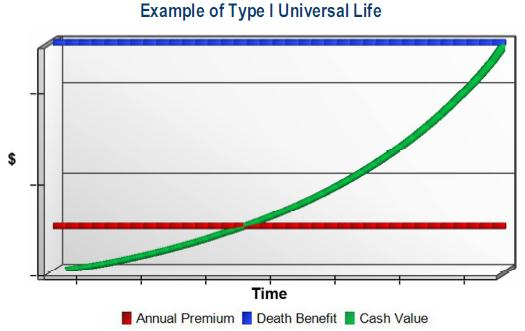 Example of Type I Universal Life
$
Time
Annual Premium Death Benefit Cash Value